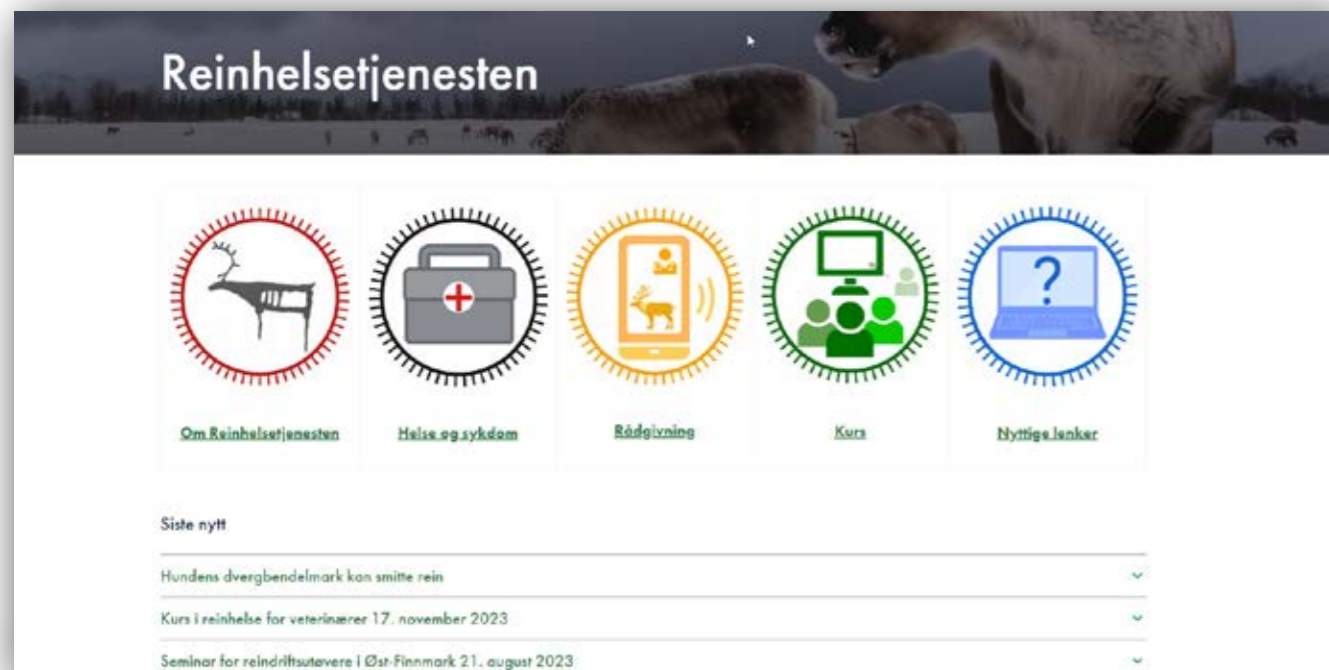 Reinhelsetjenesten
?
Om Reinhelsetjenesten
Helse og sykdom
Rådgivning
Kurs
Nyttige lenker
Siste nytt
Hundens dvergbendelmark kan smitte rein
Kurs i reinhelse for veterinærer 17. november 2023
Seminar for reindriftsutøvere i Øst-Finnmark 21. august 2023